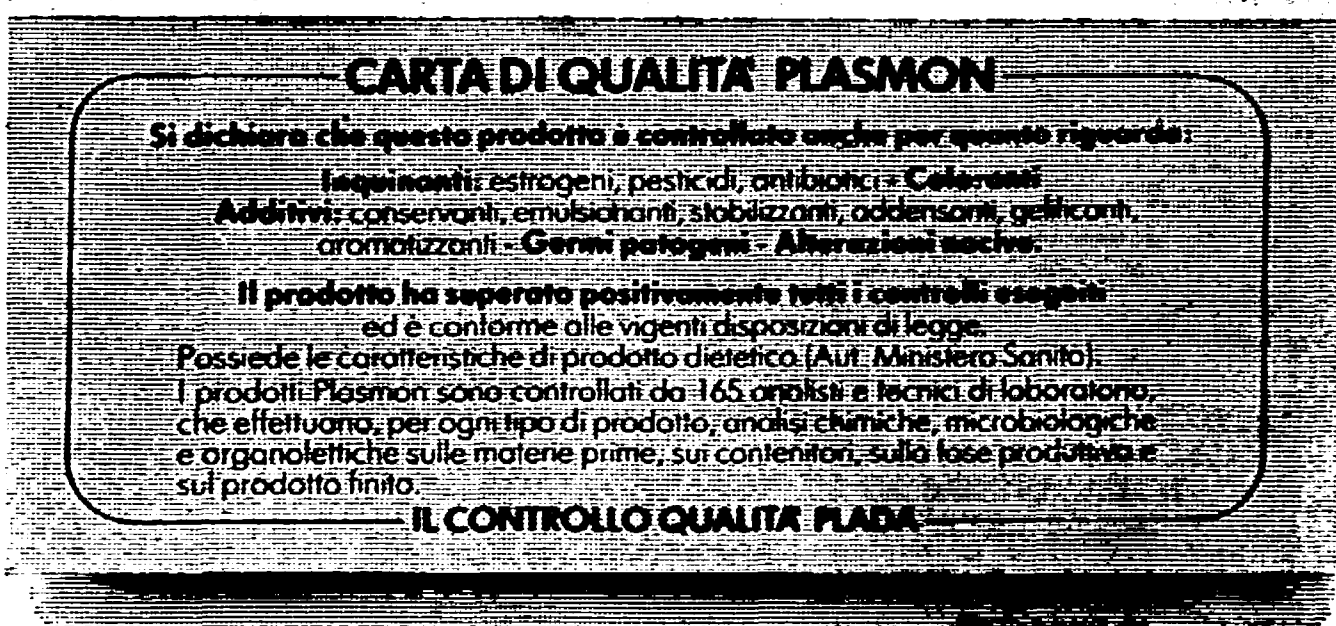 CARTA DI QUALITA' PLASMON
Si dichiara che questo prodotto è controllato anche per quanto riguarda:
Inquinanti: estrogeni, pesticidi, antibiotici - Coloranti
Additivi: conservanti, emulsionanti, stabilizzanti, addensanti, gelificanti,
aromatizzanti - Germi patogeni - Alterazioni nocive.
Il prodotto ha superato positivamente tutti i controlli eseguiti
ed è conforme alle vigenti disposizioni di legge.
Possiede le caratteristiche di prodotto dietetico (Aut. Ministero Sanità).
I prodotti Plasmon sono controllati da 165 analisti e tecnici di laboratorio,
che effettuano, per ogni tipo di prodotto, analisi chimiche, microbiologiche
e organolettiche sulle materie prime, sui contenitori, sulla fase produttiva e
sul prodotto finito.
IL CONTROLLO QUALITA' PLADA